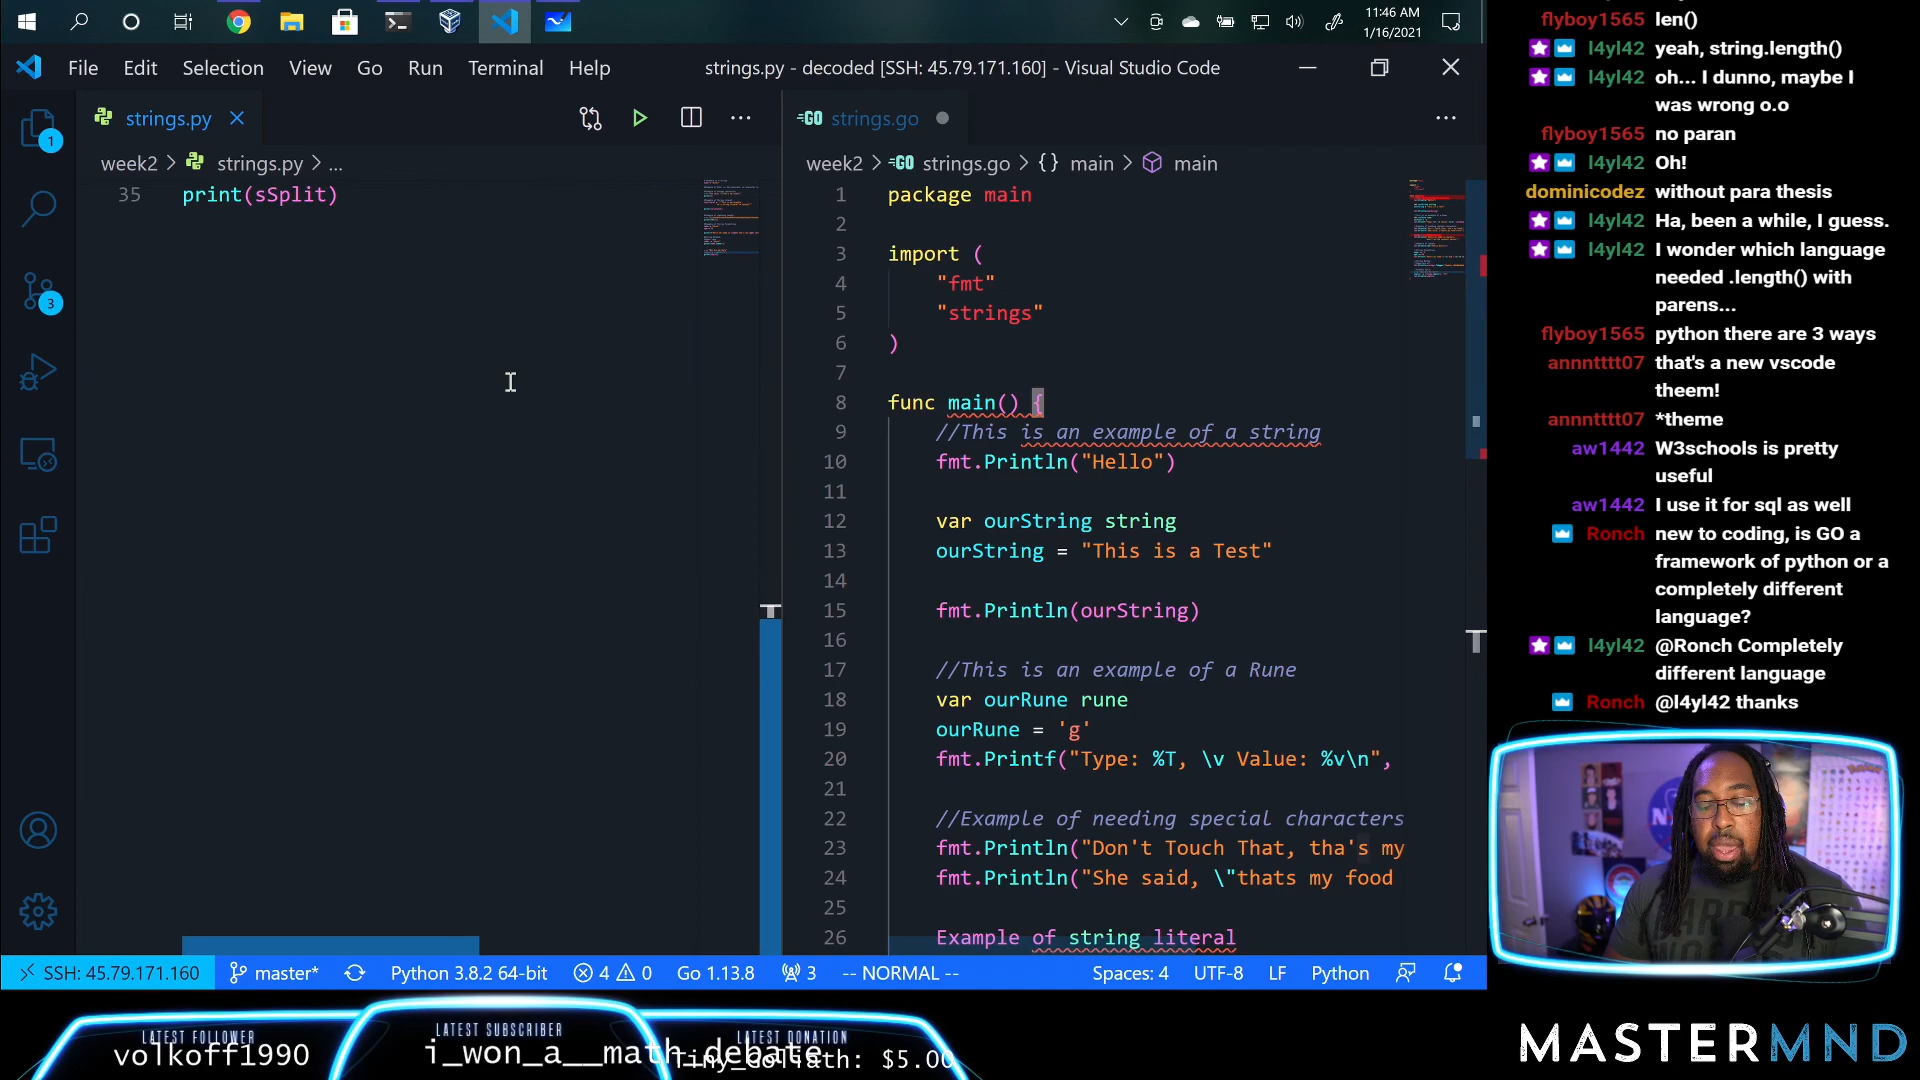 11:46 AM
1/16/2021
File Edit Selection View Go Run Terminal Help
strings.py - decoded [SSH: 45.79.171.160] - Visual Studio Code
strings.py
week2 > strings.py > ...
35 print(sSplit)
1
3
strings.go
week2 > strings.go > {} main > main
1 package main
2
3 import (
4 "fmt"
5 "strings"
6 )
7
8 func main() {
9 //This is an example of a string
10 fmt.Println("Hello")
11
12 var ourString string
13 ourString = "This is a Test"
14
15 fmt.Println(ourString)
16
17 //This is an example of a Rune
18 var ourRune rune
19 ourRune = 'g'
20 fmt.Printf("Type: %T, \v Value: %v\n",
21
22 //Example of needing special characters
23 fmt.Println("Don't Touch That, tha's my
24 fmt.Println("She said, \"thats my food
25
26 Example of string literal
SSH: 45.79.171.160 master* Python 3.8.2 64-bit 4 0 Go 1.13.8 3 -- NORMAL -- Spaces: 4 UTF-8 LF Python
flyboy1565 len()
l4yl42 yeah, string.length()
l4yl42 oh... I dunno, maybe I
was wrong o.o
flyboy1565 no paran
l4yl42 Oh!
dominicodez without para thesis
l4yl42 Ha, been a while, I guess.
l4yl42 I wonder which language
needed .length() with
parens...
flyboy1565 python there are 3 ways
annntttt07 that's a new vscode
theem!
annntttt07 *theme
aw1442 W3schools is pretty
useful
aw1442 I use it for sql as well
Ronch new to coding, is GO a
framework of python or a
completely different
language?
l4yl42 @Ronch Completely
different language
Ronch @l4yl42 thanks
LATEST FOLLOWER
volkoff1990
LATEST SUBSCRIBER
i_won_a__math_debate
LATEST DONATION
Tiny_Goliath: $5.00
MASTERMND